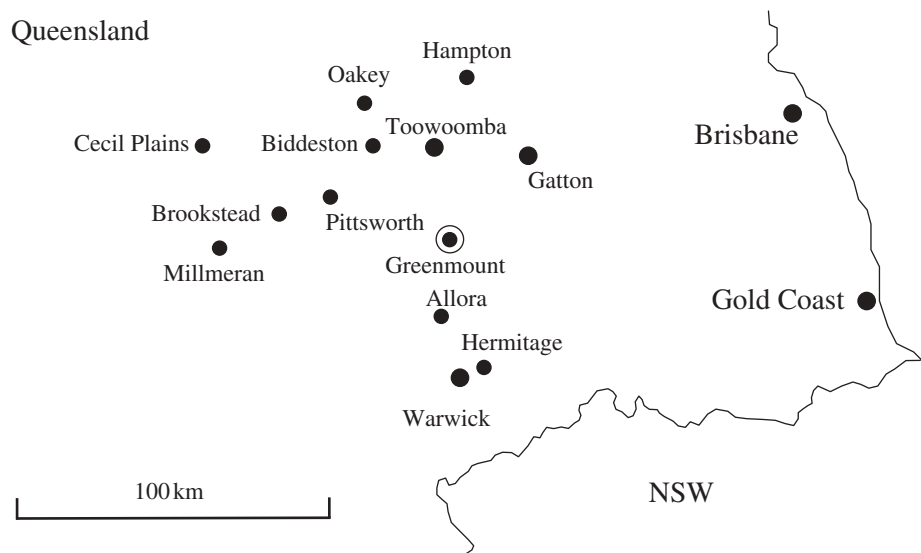 Queensland
Hampton
Oakey
Toowoomba
Brisbane
Cecil Plains
Biddeston
Gatton
Brookstead
Pittsworth
Millmeran
Greenmount
Allora
Gold Coast
Hermitage
Warwick
100 km
NSW